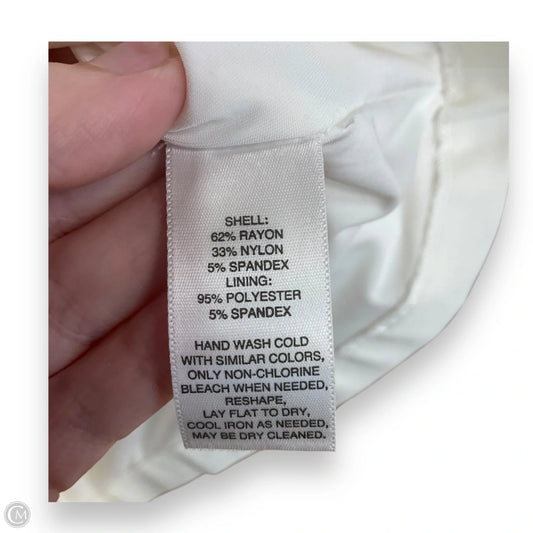 SHELL:
62% RAYON
33% NYLON
5% SPANDEX
LINING:
95% POLYESTER
5% SPANDEX
HAND WASH COLD
WITH SIMILAR COLORS,
ONLY NON-CHLORINE
BLEACH WHEN NEEDED,
RESHAPE,
LAY FLAT TO DRY,
COOL IRON AS NEEDED,
MAY BE DRY CLEANED.
CM